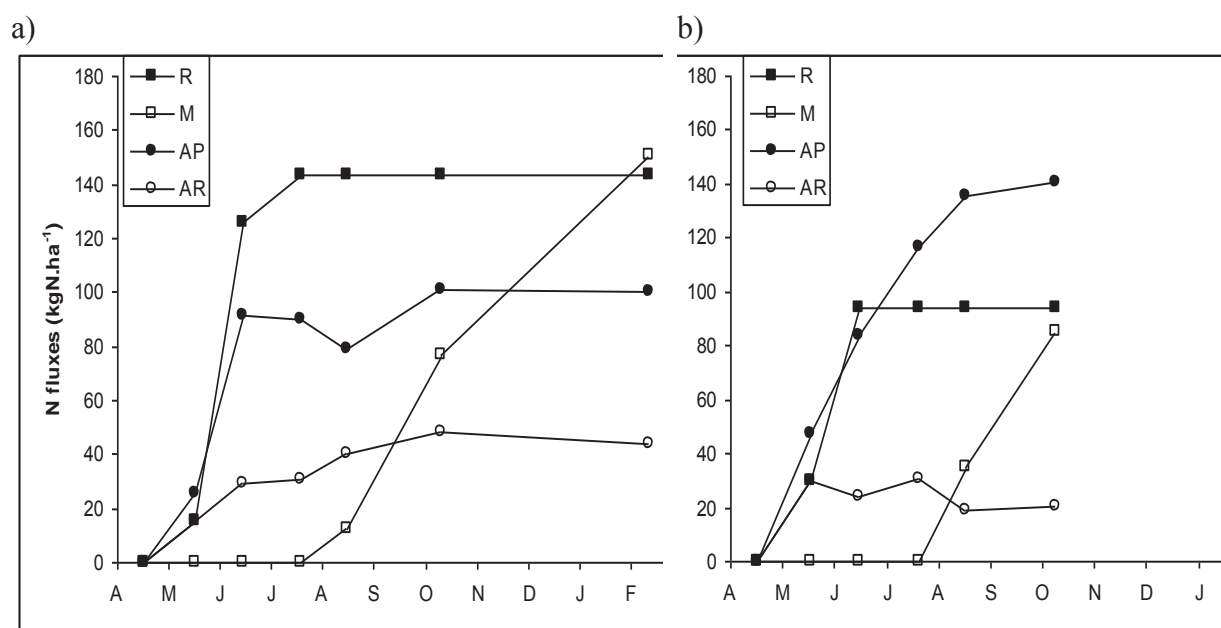 a)
b)
R
M
AP
AR
180
160
140
120
100
80
60
40
20
0
N fluxes (kgN.ha⁻¹)
A M J J A S O N D J F
R
M
AP
AR
180
160
140
120
100
80
60
40
20
0
A M J J A S O N D J